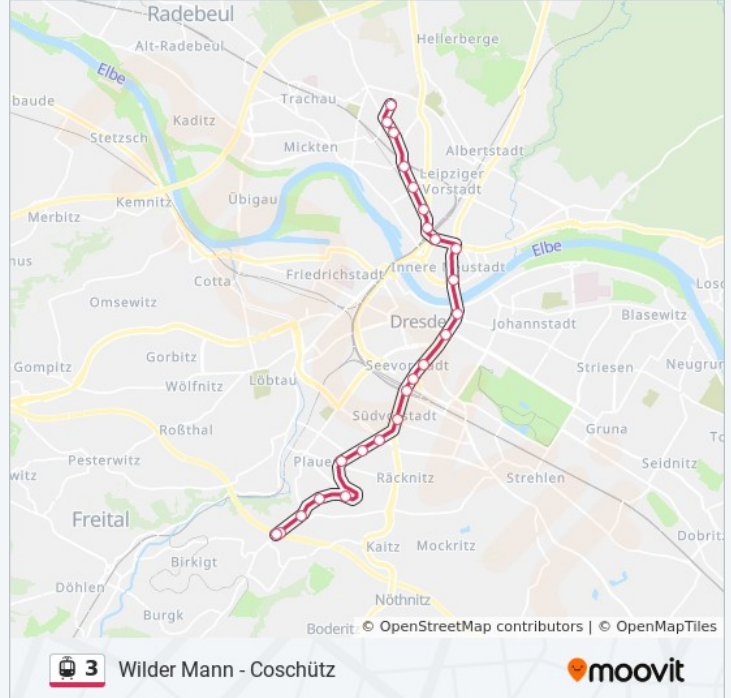 Radebeul
Alt-Radebeul
Hellerberge
Elbe
baude
Trachau
Kaditz
Stetzsch
Mickten
Albertstadt
Leipziger
Vorstadt
Kemnitz
Übigau
Merbitz
Elbe
nus
Friedrichstadt
Innere Neustadt
Cotta
Losc
Omsewitz
Dresde
Johannstadt
Blasewitz
Gorbitz
Gompitz
Seevorstadt
Striesen
Neugrun
Wölfnitz
Löbtau
Südvorstadt
Roßthal
Gruna
To
Pesterwitz
Plaue
Seidnitz
witz
Räcknitz
Strehlen
Freital
Dobritz
Kaitz
Mockritz
Birkigt
Döhlen
Nöthnitz
Burgk
Boderitz
© OpenStreetMap contributors | © OpenMapTiles
3 Wilder Mann - Coschütz
moovit